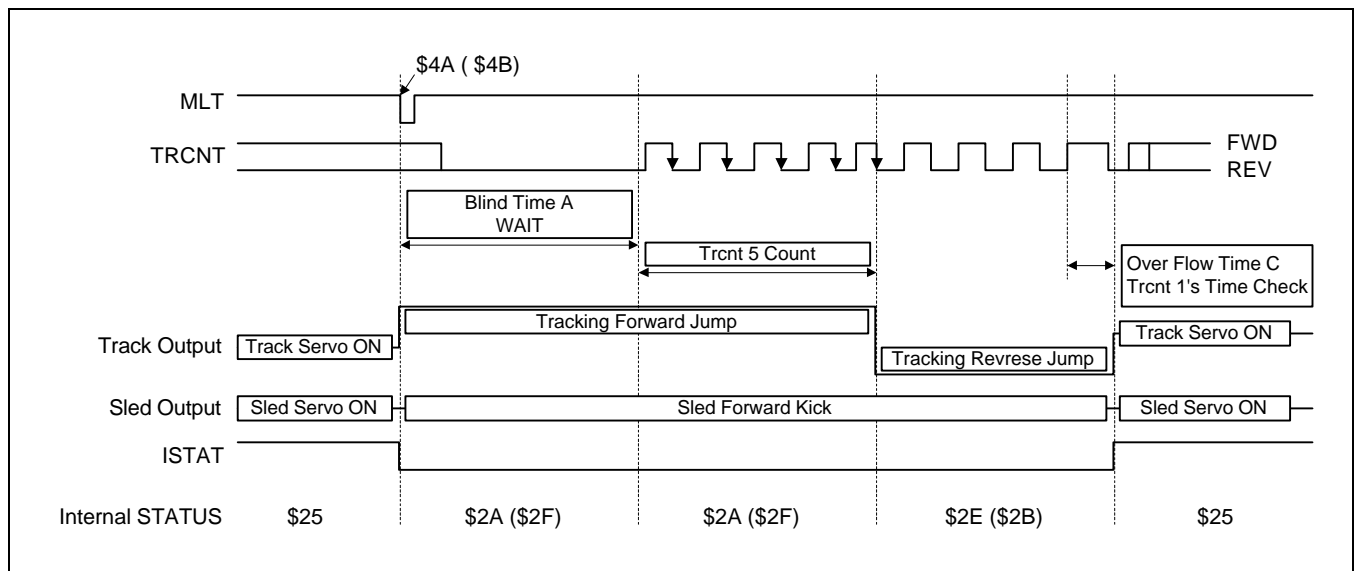 $4A ( $4B)
MLT
TRCNT
FWD
REV
Blind Time A
WAIT
Trcnt 5 Count
Over Flow Time C
Trcnt 1's Time Check
Tracking Forward Jump
Track Output
Track Servo ON
Track Servo ON
Tracking Revrese Jump
Sled Output
Sled Servo ON
Sled Forward Kick
Sled Servo ON
ISTAT
Internal STATUS
$25
$2A ($2F)
$2A ($2F)
$2E ($2B)
$25